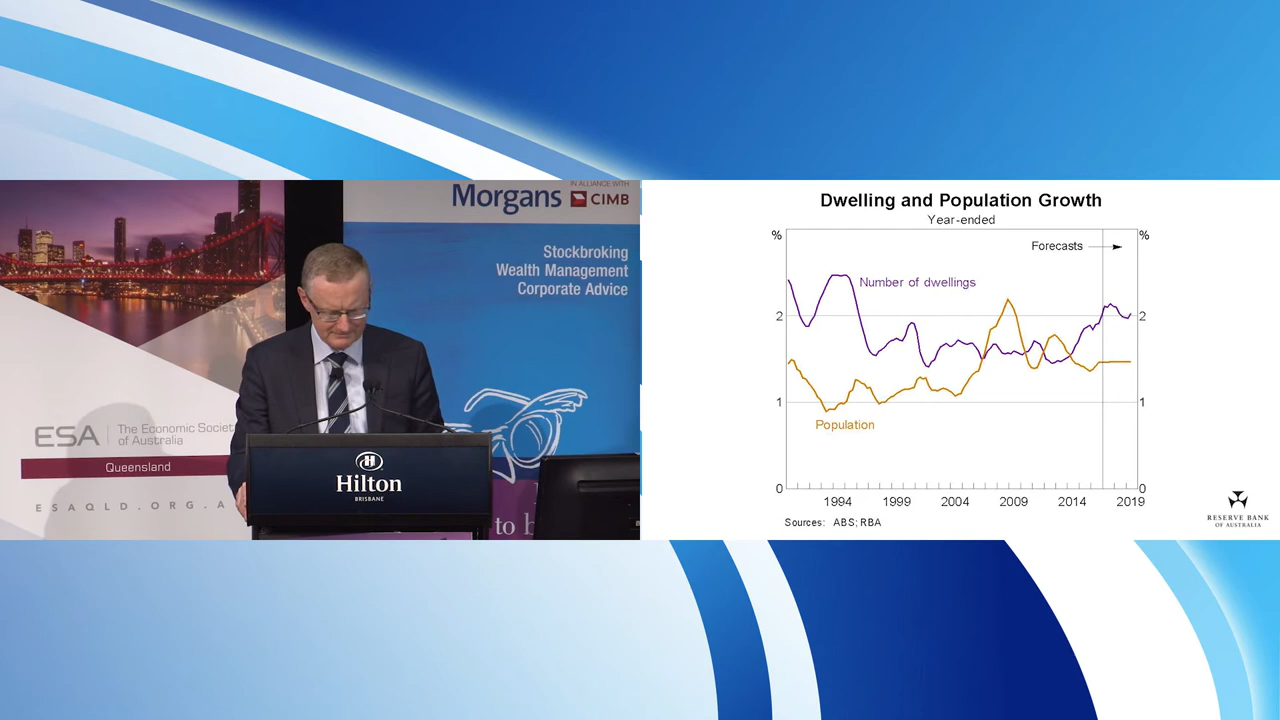 Morgans
IN ALLIANCE WITH
CIMB
Stockbroking
Wealth Management
Corporate Advice
ESA
The Economic Societ
of Australia
Queensland
ESAQLD.ORG.A
Hilton
BRISBANE
to b
Dwelling and Population Growth
Year-ended
% %
Forecasts
Number of dwellings
2 2
1 1
Population
0 0
1994 1999 2004 2009 2014 2019
Sources: ABS; RBA
RESERVE BANK
OF AUSTRALIA